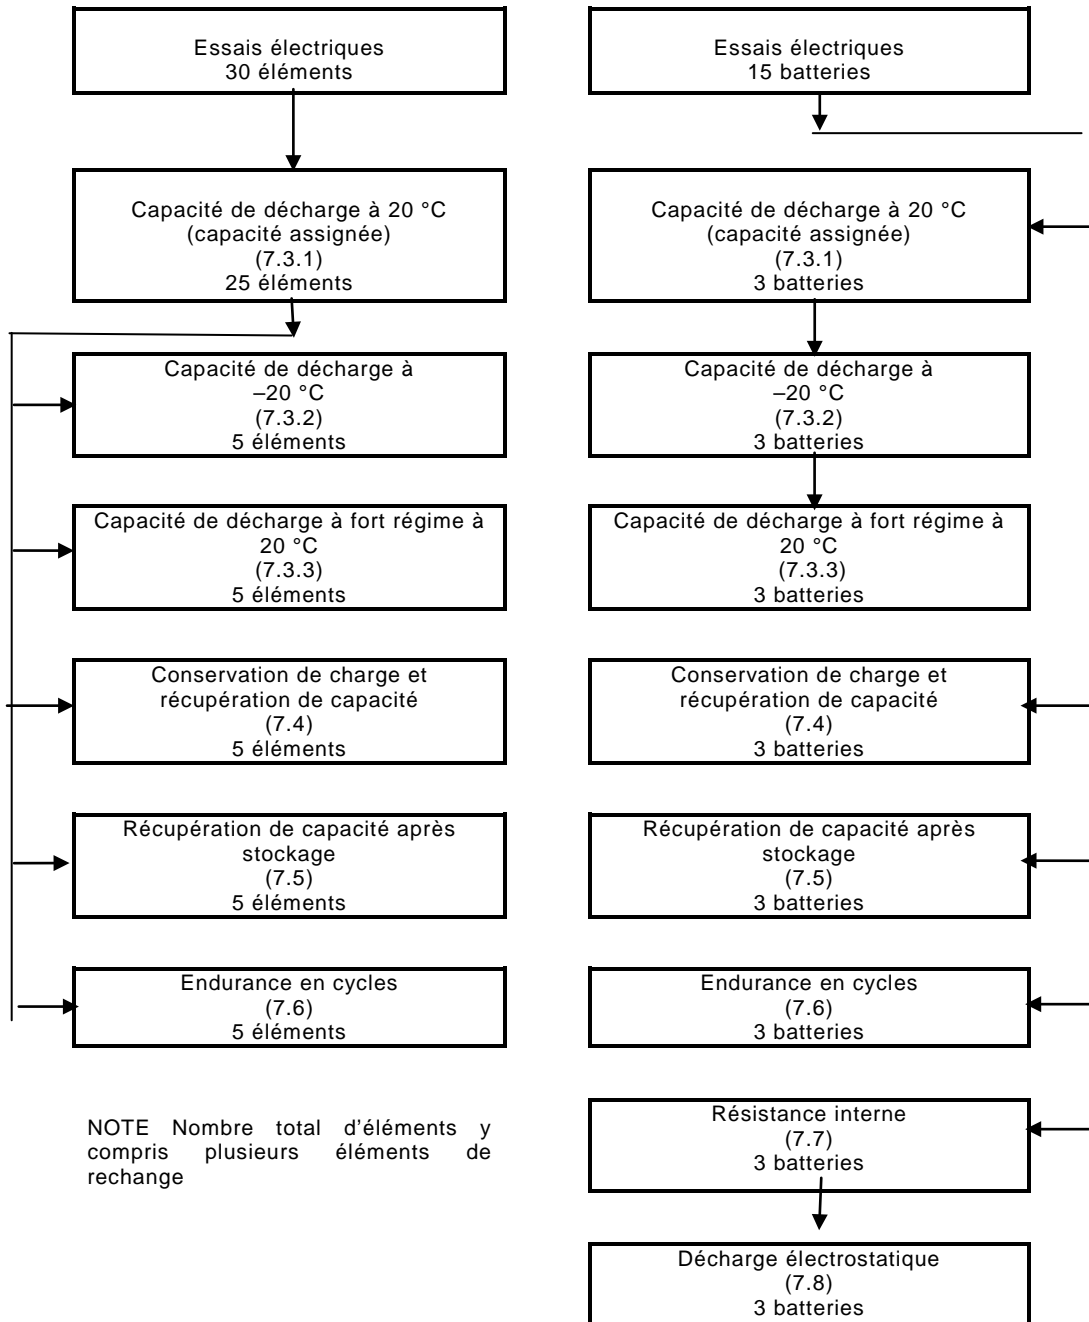 Essais électriques
30 éléments
Essais électriques
15 batteries
Capacité de décharge à 20 °C
(capacité assignée)
(7.3.1)
25 éléments
Capacité de décharge à 20 °C
(capacité assignée)
(7.3.1)
3 batteries
Capacité de décharge à
–20 °C
(7.3.2)
5 éléments
Capacité de décharge à
–20 °C
(7.3.2)
3 batteries
Capacité de décharge à fort régime à
20 °C
(7.3.3)
5 éléments
Capacité de décharge à fort régime à
20 °C
(7.3.3)
3 batteries
Conservation de charge et
récupération de capacité
(7.4)
5 éléments
Conservation de charge et
récupération de capacité
(7.4)
3 batteries
Récupération de capacité après
stockage
(7.5)
5 éléments
Récupération de capacité après
stockage
(7.5)
3 batteries
Endurance en cycles
(7.6)
5 éléments
Endurance en cycles
(7.6)
3 batteries
NOTE Nombre total d'éléments y
compris plusieurs éléments de
rechange
Résistance interne
(7.7)
3 batteries
Décharge électrostatique
(7.8)
3 batteries